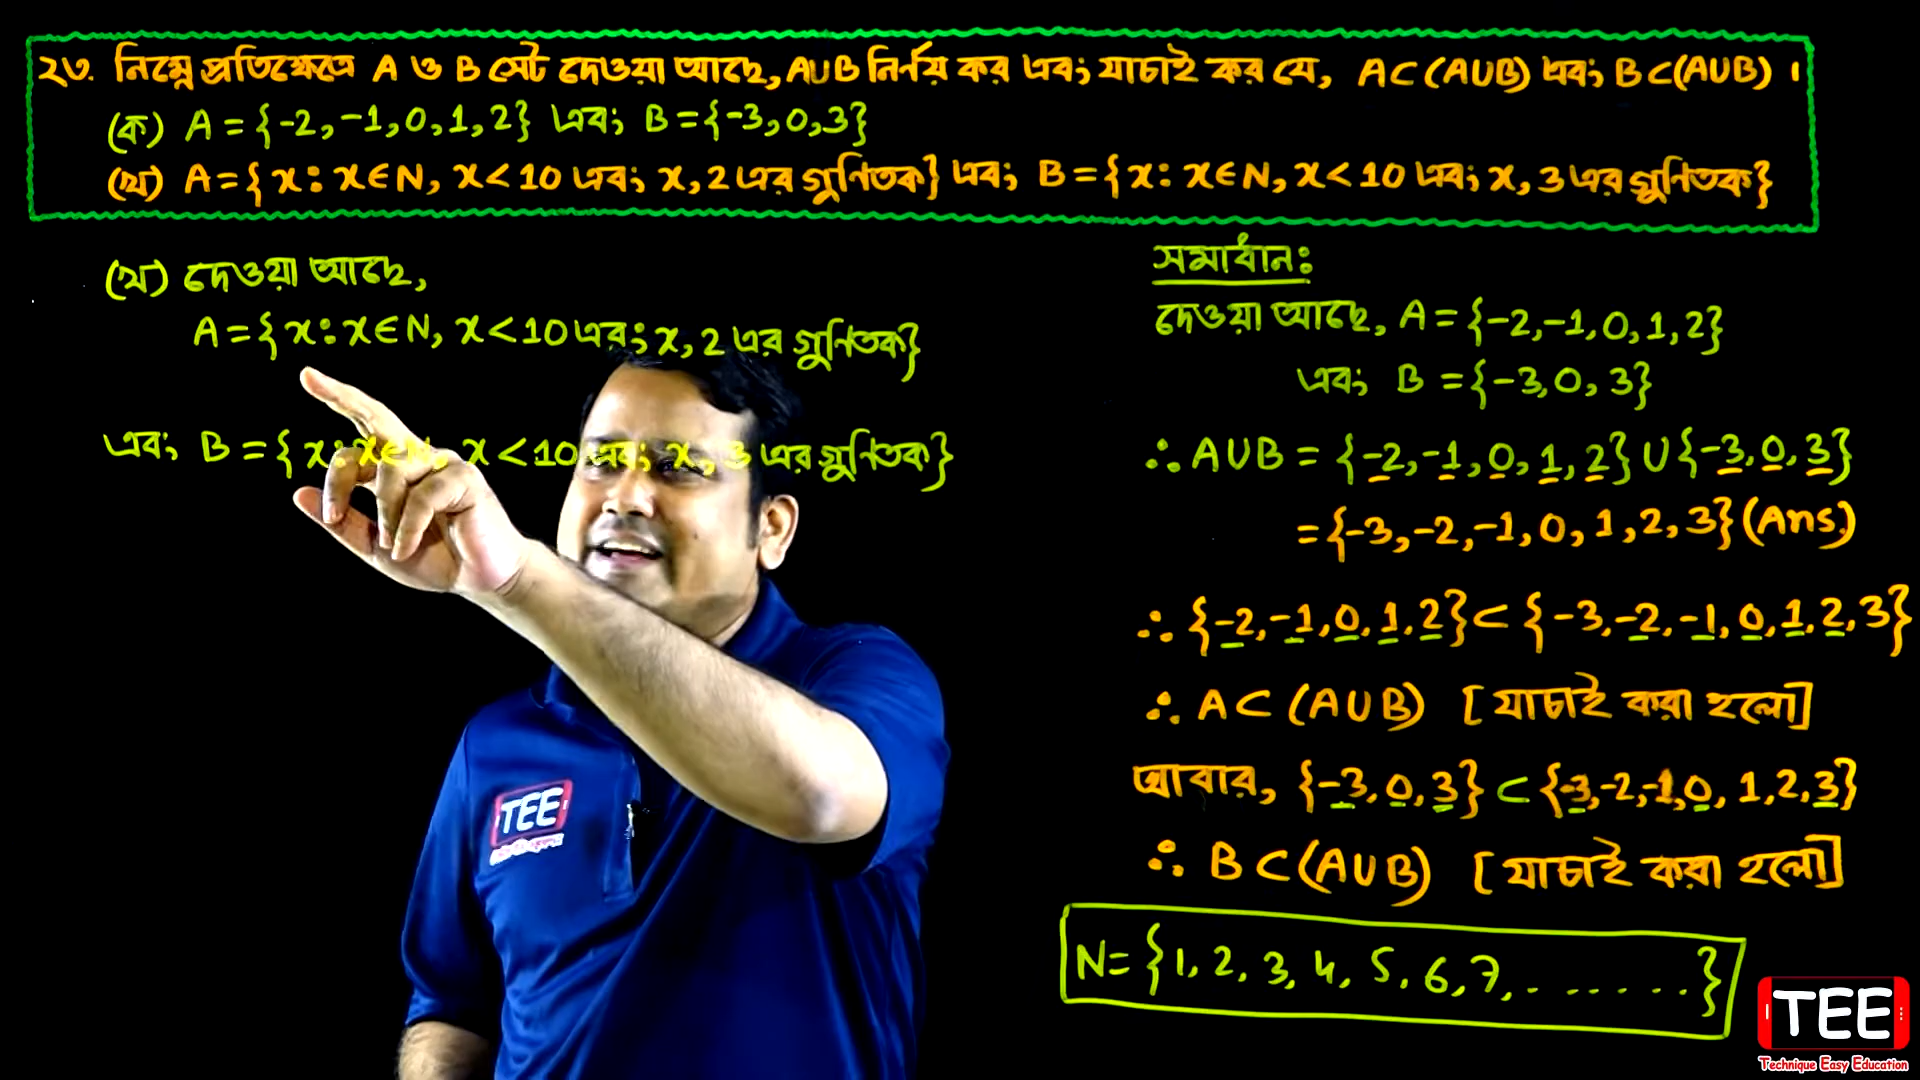 ২৩. নিম্নে প্রতিক্ষেত্রে A ও B সেট দেওয়া আছে, A∪B নির্ণয় কর এবং যাচাই কর যে, A⊂(A∪B) এবং B⊂(A∪B) ।
(ক) A={-2,-1,0,1,2} এবং B={-3,0,3}
(খ) A={x: x∈N, x<10 এবং x, 2 এর গুণিতক} এবং B={x: x∈N, x<10 এবং x, 3 এর গুণিতক}
(খ) দেওয়া আছে,
A={x: x∈N, x<10 এবং x, 2 এর গুণিতক}
এবং B={x: x∈N, x<10 এবং x, 3 এর গুণিতক}
সমাধান:
দেওয়া আছে, A={-2,-1,0,1,2}
এবং B={-3,0,3}
∴ A∪B = {-2,-1,0,1,2}∪{-3,0,3}
={-3,-2,-1,0,1,2,3}(Ans.)
∴ {-2,-1,0,1,2}⊂{-3,-2,-1,0,1,2,3}
∴ A⊂(A∪B) [যাচাই করা হলো]
আবার, {-3,0,3}⊂{-3,-2,-1,0,1,2,3}
∴ B⊂(A∪B) [যাচাই করা হলো]
N={1,2,3,4,5,6,7,.......}
TEE
TEE
Technique Easy Education